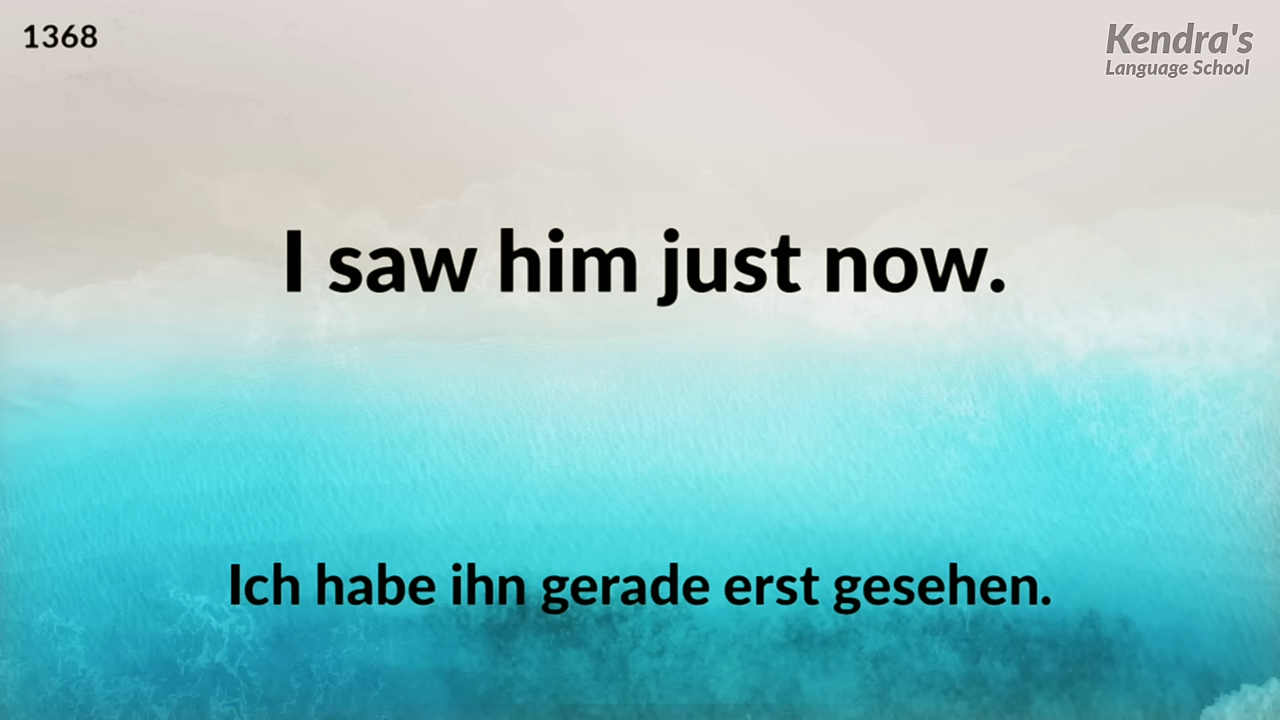 1368
Kendra's
Language School
I saw him just now.
Ich habe ihn gerade erst gesehen.